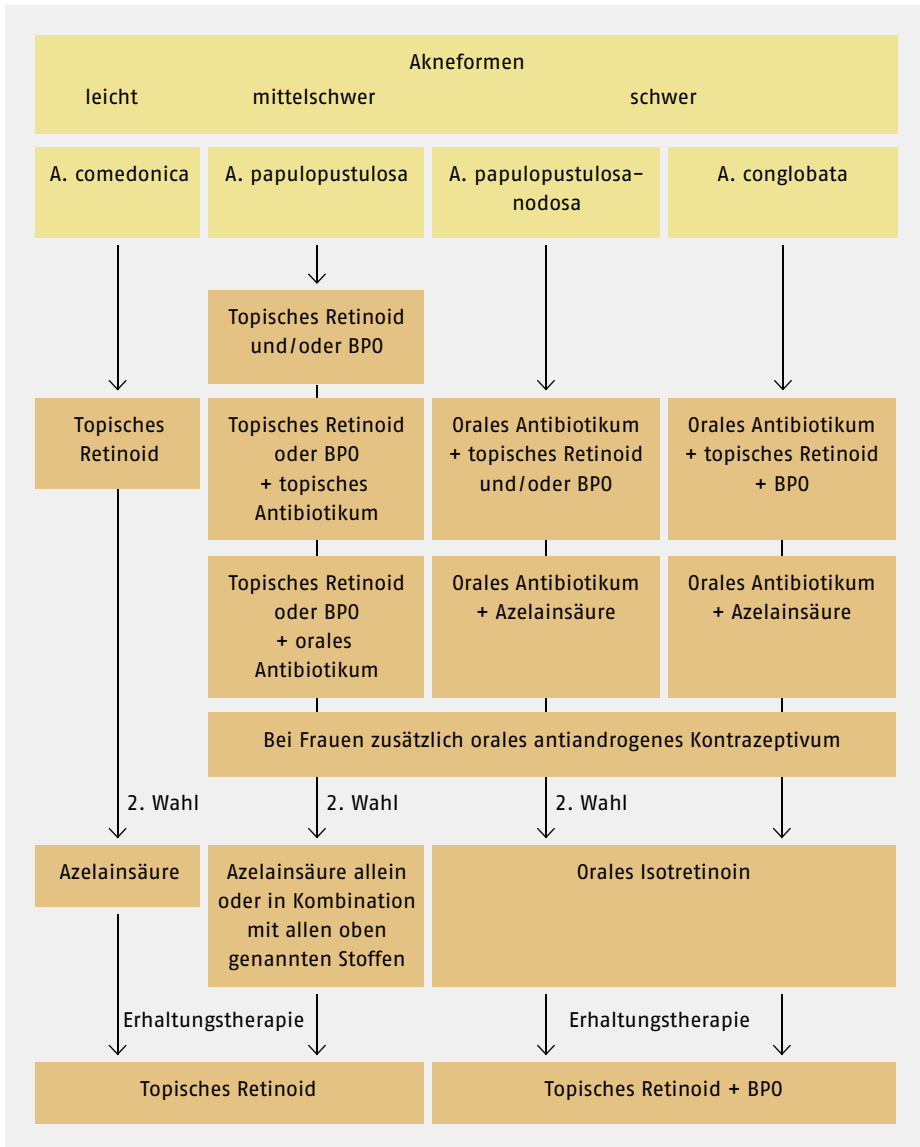 Akneformen
leicht
mittelschwer
schwer
A. comedonica
A. papulopustulosa
A. papulopustulosa-
nodosa
A. conglobata
Topisches Retinoid
und/oder BPO
Topisches
Retinoid
Topisches Retinoid
oder BPO
+ topisches
Antibiotikum
Orales Antibiotikum
+ topisches Retinoid
und/oder BPO
Orales Antibiotikum
+ topisches Retinoid
+ BPO
Topisches Retinoid
oder BPO
+ orales
Antibiotikum
Orales Antibiotikum
+ Azelainsäure
Orales Antibiotikum
+ Azelainsäure
Bei Frauen zusätzlich orales antiandrogenes Kontrazeptivum
2. Wahl
2. Wahl
2. Wahl
Azelainsäure
Azelainsäure allein
oder in Kombination
mit allen oben
genannten Stoffen
Orales Isotretinoin
Erhaltungstherapie
Erhaltungstherapie
Topisches Retinoid
Topisches Retinoid + BPO